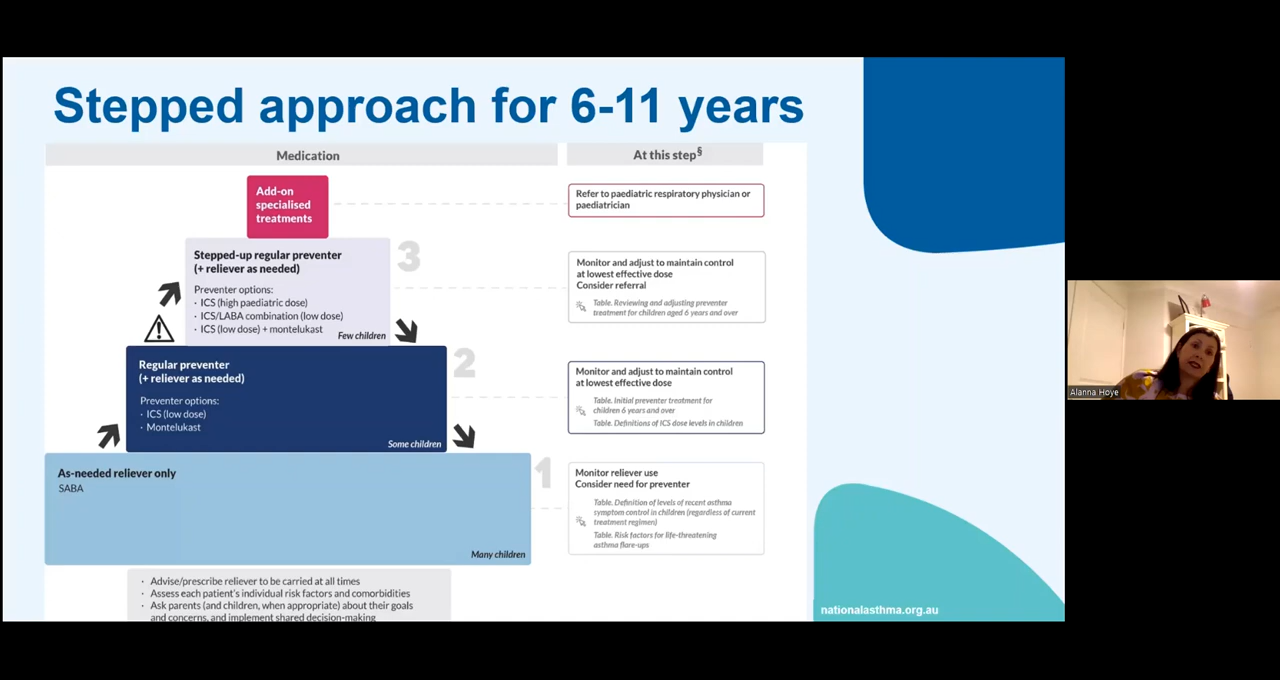 Stepped approach for 6-11 years
Medication
At this step§
Add-on
specialised
treatments
Refer to paediatric respiratory physician or
paediatrician
Stepped-up regular preventer
(+ reliever as needed)
Preventer options:
· ICS (high paediatric dose)
· ICS/LABA combination (low dose)
· ICS (low dose) + montelukast
Few children
3
Monitor and adjust to maintain control
at lowest effective dose
Consider referral
Table. Reviewing and adjusting preventer
treatment for children aged 6 years and over
Regular preventer
(+ reliever as needed)
Preventer options:
· ICS (low dose)
· Montelukast
Some children
2
Monitor and adjust to maintain control
at lowest effective dose
Table. Initial preventer treatment for
children 6 years and over
Table. Definitions of ICS dose levels in children
As-needed reliever only
SABA
Many children
1
Monitor reliever use
Consider need for preventer
Table. Definition of levels of recent asthma
symptom control in children (regardless of current
treatment regimen)
Table. Risk factors for life-threatening
asthma flare-ups
· Advise/prescribe reliever to be carried at all times
· Assess each patient's individual risk factors and comorbidities
· Ask parents (and children, when appropriate) about their goals
and concerns, and implement shared decision-making
nationalasthma.org.au
Alanna Hoye